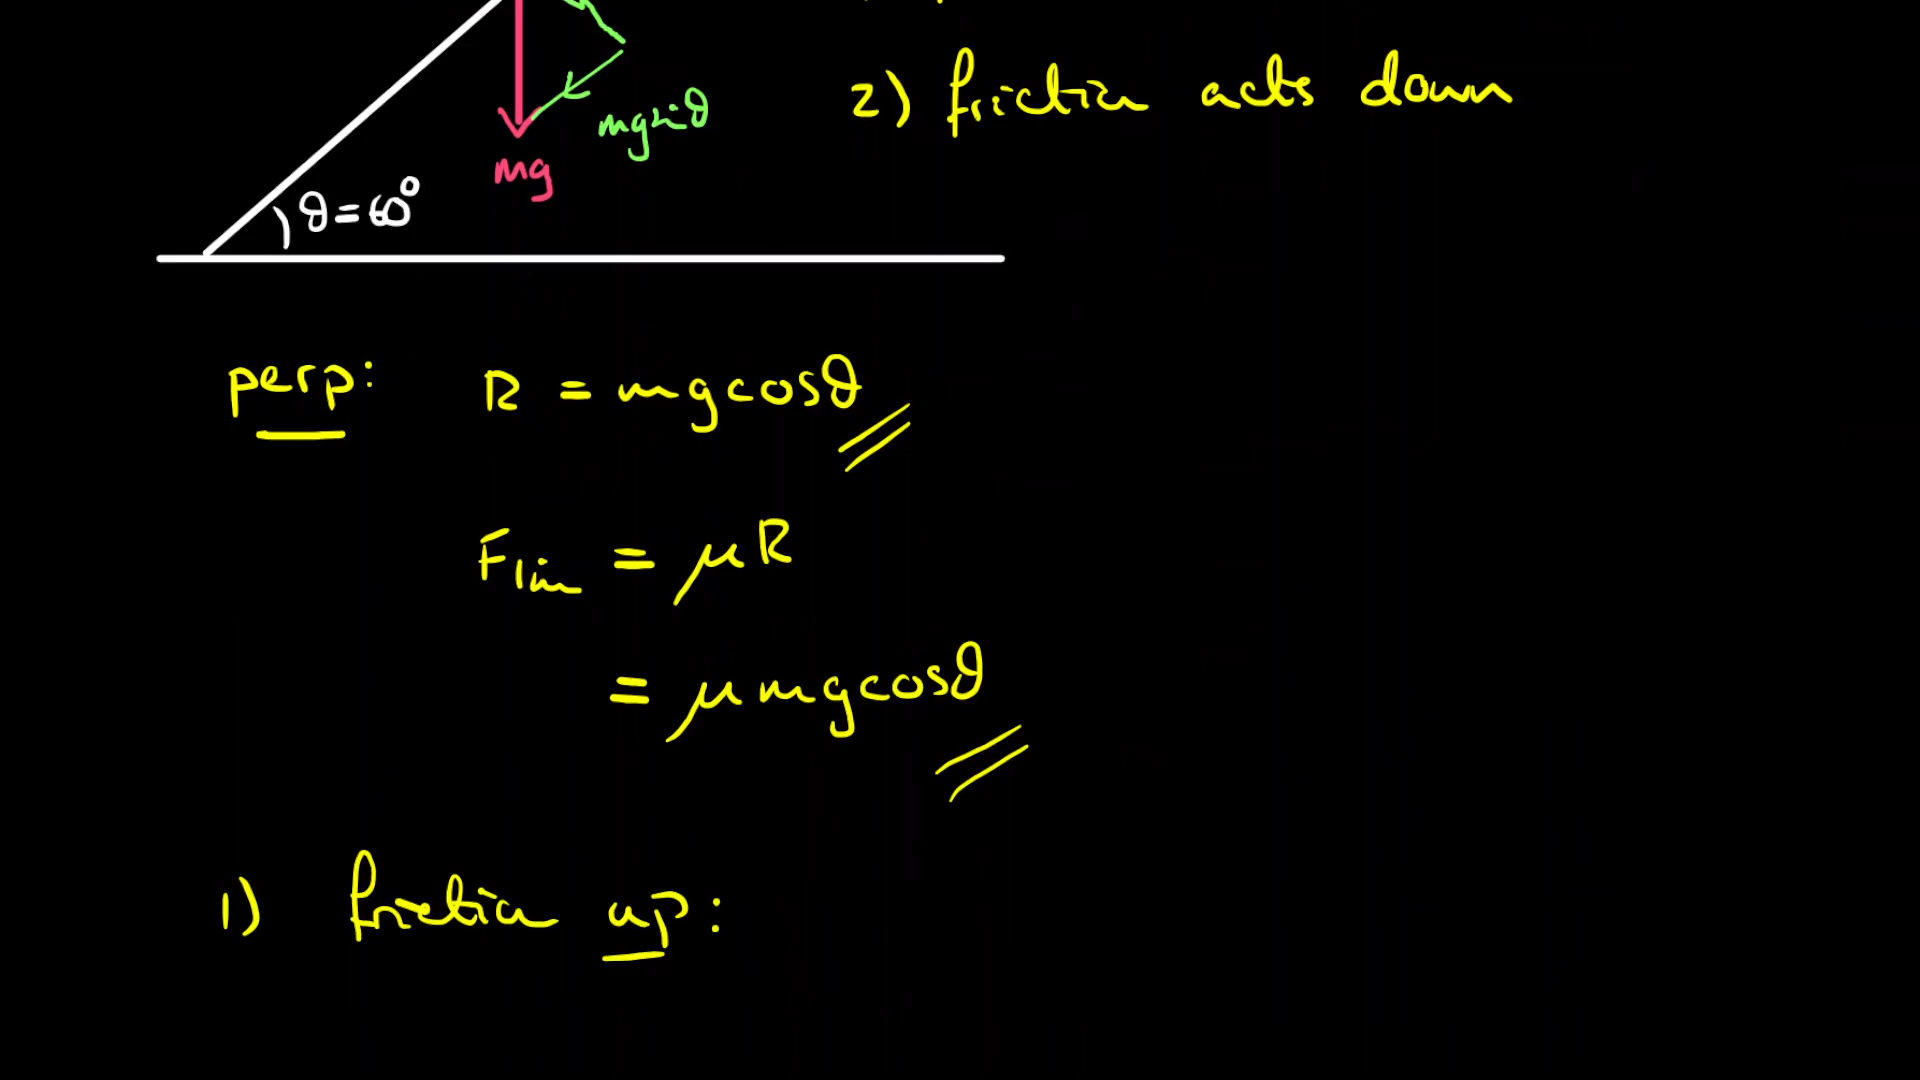 2) friction acts down
mgsinθ
mg
θ=60°
perp: R = mgcosθ
Flim = μR
= μmgcosθ
1) friction up: